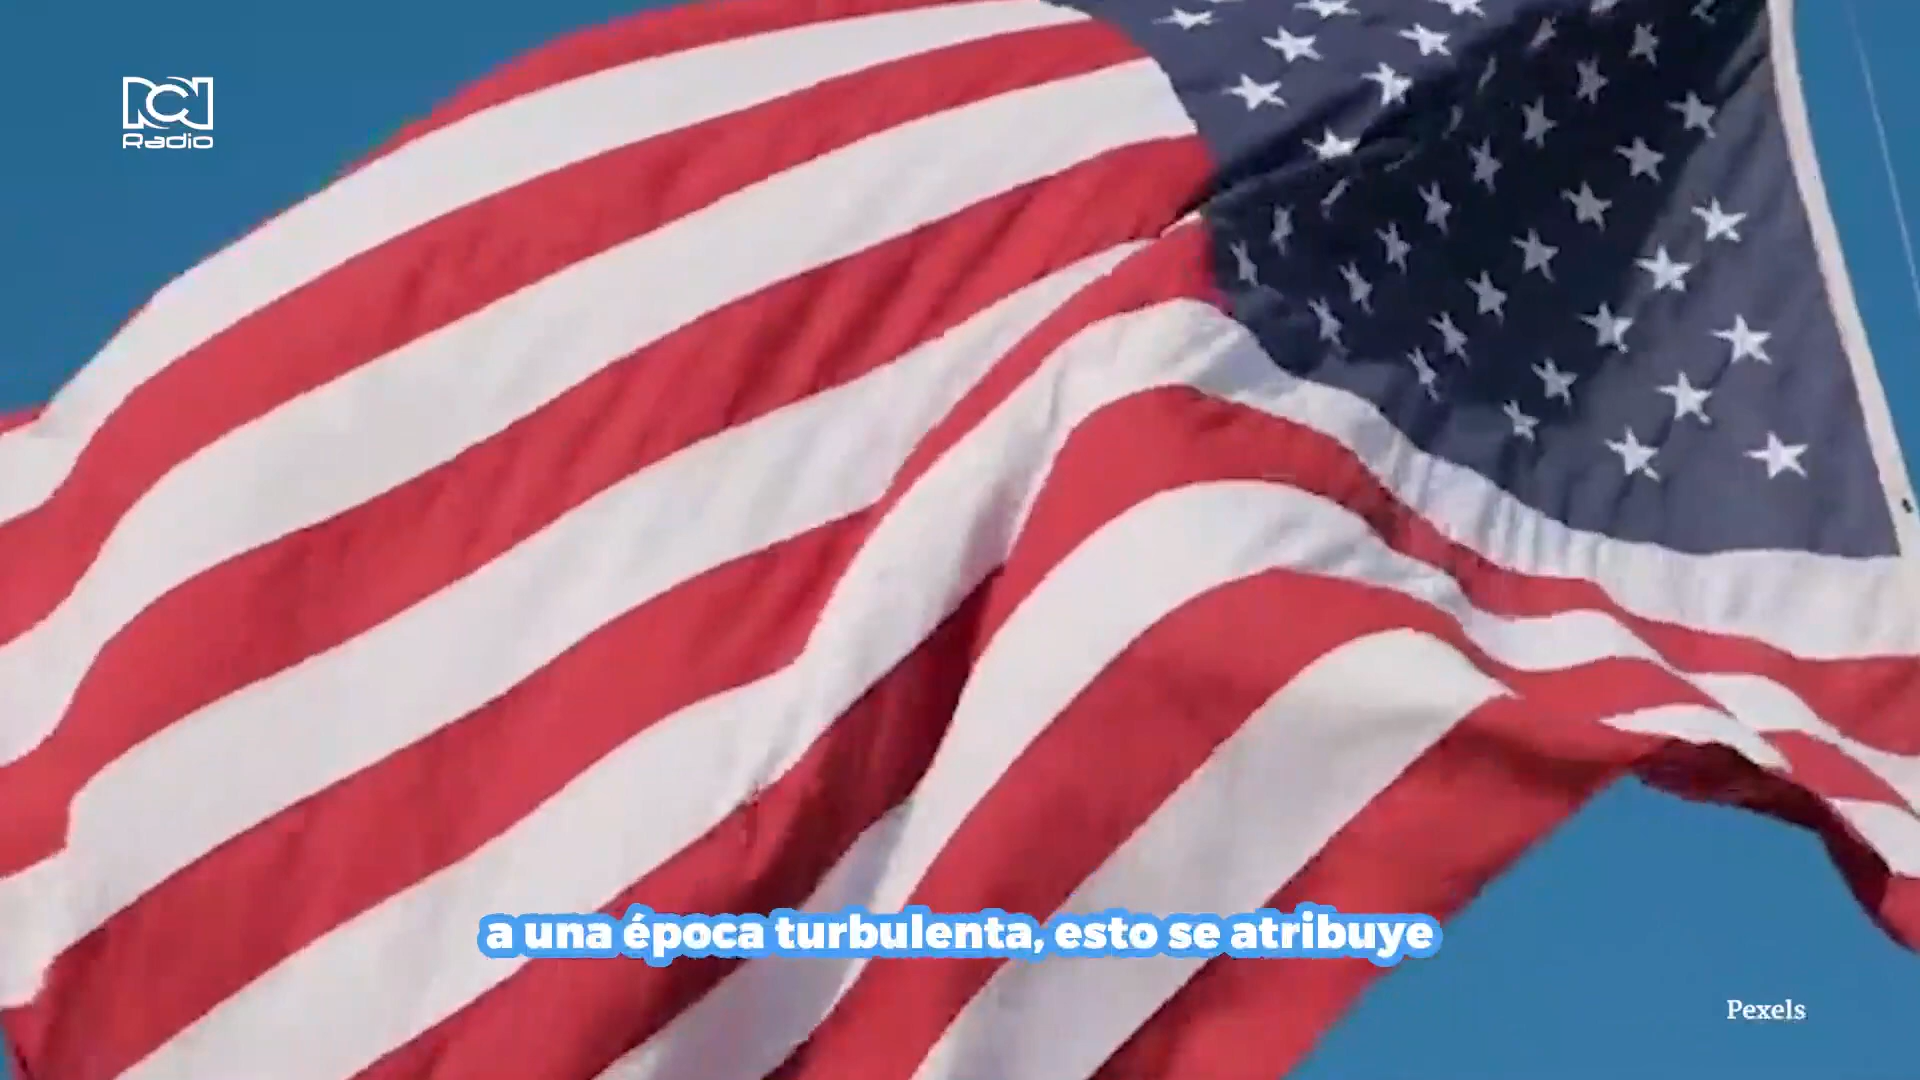 RCN
Radio
a una época turbulenta, esto se atribuye
Pexels